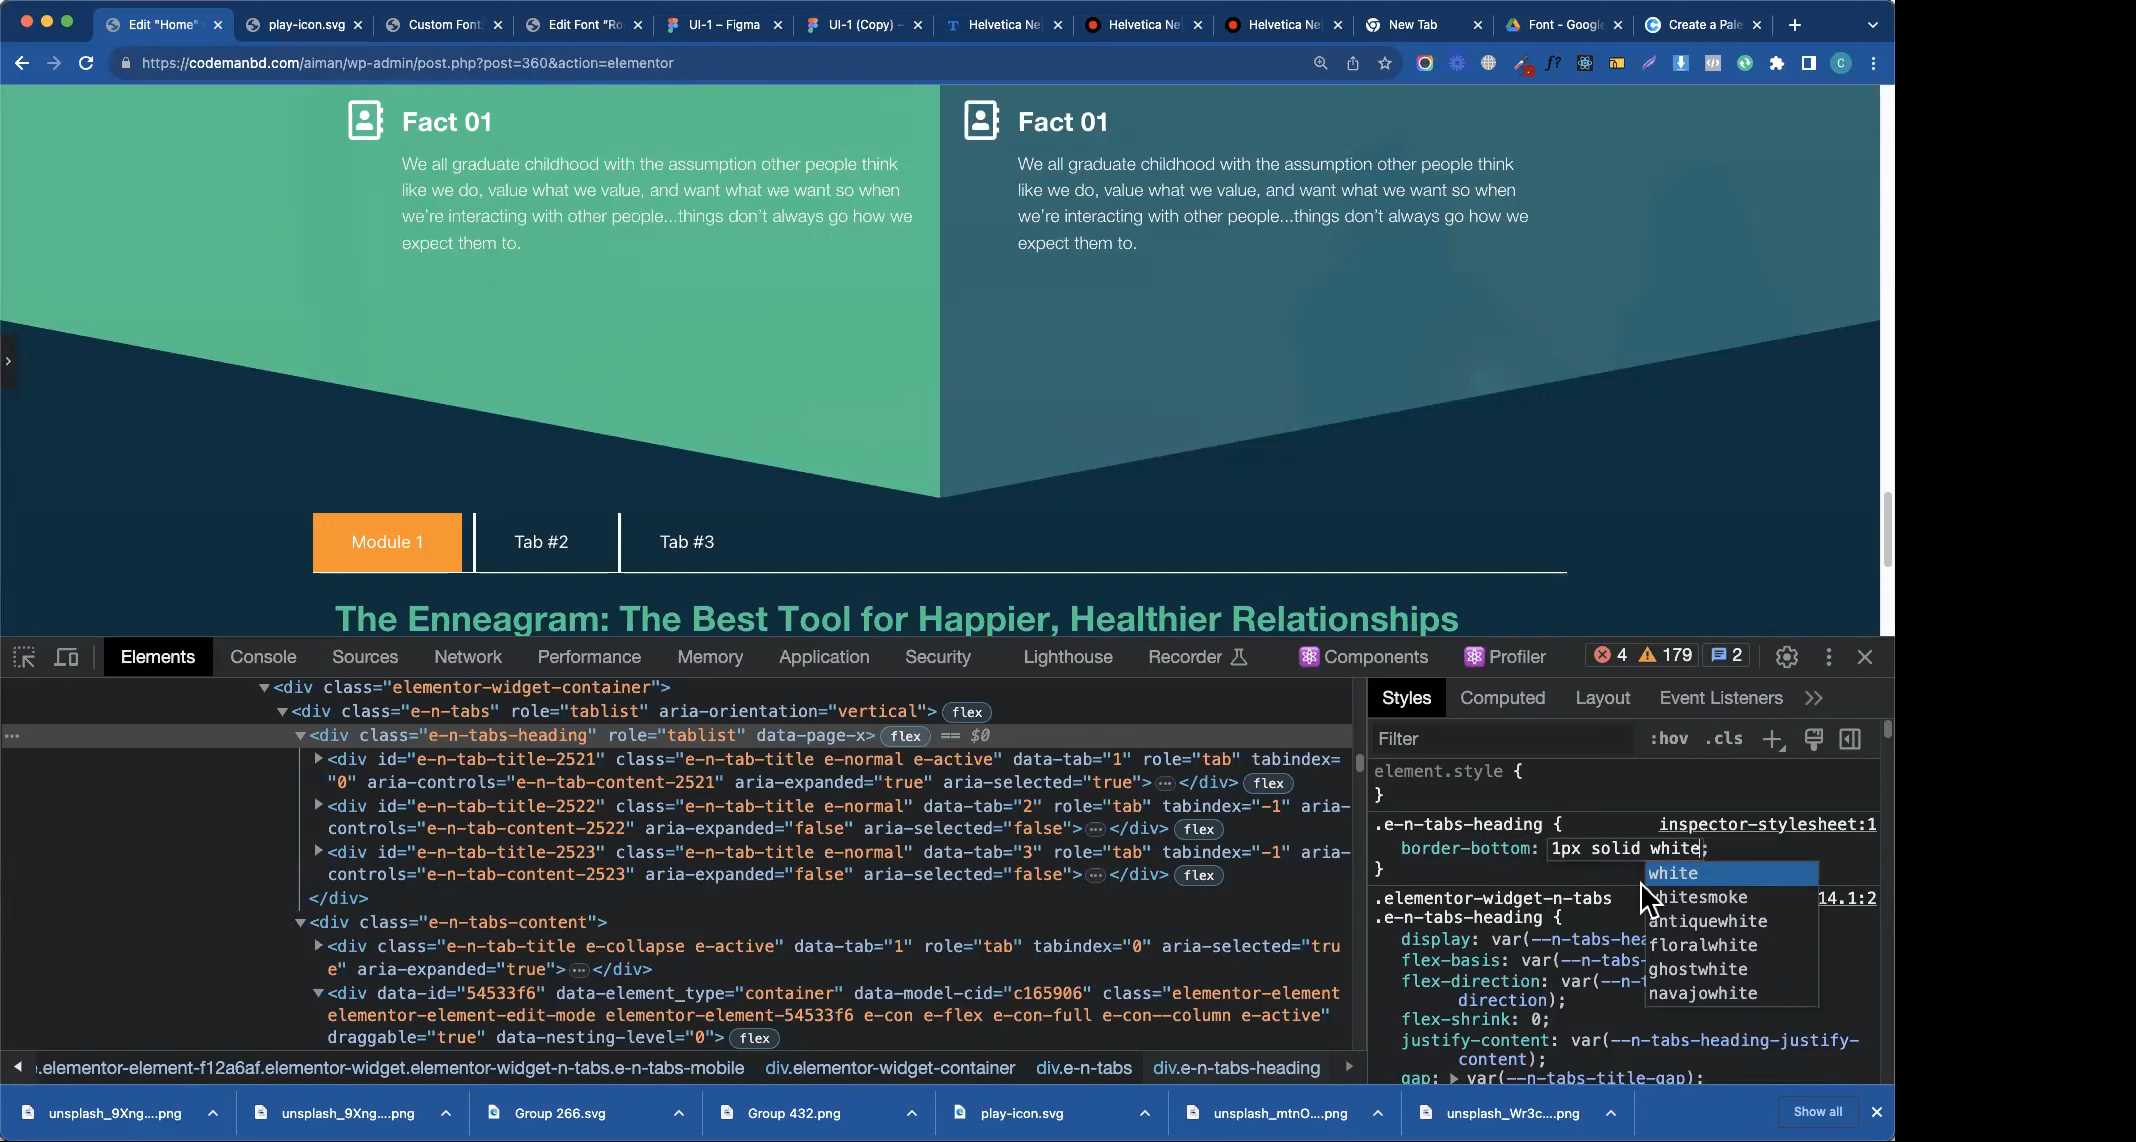 Edit "Home"
play-icon.svg
Custom Font
Edit Font “Ro
UI-1 – Figma
UI-1 (Copy) –
Helvetica Ne
Helvetica Ne
Helvetica Ne
New Tab
Font - Google
Create a Pale
https://codemanbd.com/aiman/wp-admin/post.php?post=360&action=elementor
Fact 01
We all graduate childhood with the assumption other people think
like we do, value what we value, and want what we want so when
we're interacting with other people...things don't always go how we
expect them to.
Fact 01
We all graduate childhood with the assumption other people think
like we do, value what we value, and want what we want so when
we're interacting with other people...things don't always go how we
expect them to.
Module 1 Tab #2 Tab #3
The Enneagram: The Best Tool for Happier, Healthier Relationships
Elements Console Sources Network Performance Memory Application Security Lighthouse Recorder Components Profiler 4 179 2
<div class="elementor-widget-container">
<div class="e-n-tabs" role="tablist" aria-orientation="vertical"> flex
<div class="e-n-tabs-heading" role="tablist" data-page-x> flex == $0
<div id="e-n-tab-title-2521" class="e-n-tab-title e-normal e-active" data-tab="1" role="tab" tabindex=
"0" aria-controls="e-n-tab-content-2521" aria-expanded="true" aria-selected="true"> </div> flex
<div id="e-n-tab-title-2522" class="e-n-tab-title e-normal" data-tab="2" role="tab" tabindex="-1" aria-
controls="e-n-tab-content-2522" aria-expanded="false" aria-selected="false"> </div> flex
<div id="e-n-tab-title-2523" class="e-n-tab-title e-normal" data-tab="3" role="tab" tabindex="-1" aria-
controls="e-n-tab-content-2523" aria-expanded="false" aria-selected="false"> </div> flex
</div>
<div class="e-n-tabs-content">
<div class="e-n-tab-title e-collapse e-active" data-tab="1" role="tab" tabindex="0" aria-selected="tru
e" aria-expanded="true"> </div>
<div data-id="54533f6" data-element_type="container" data-model-cid="c165906" class="elementor-element
elementor-element-edit-mode elementor-element-54533f6 e-con e-flex e-con-full e-con--column e-active"
draggable="true" data-nesting-level="0"> flex
.elementor-element-f12a6af.elementor-widget.elementor-widget-n-tabs.e-n-tabs-mobile div.elementor-widget-container div.e-n-tabs div.e-n-tabs-heading
Styles Computed Layout Event Listeners
Filter :hov .cls
element.style {
}
.e-n-tabs-heading { inspector-stylesheet:1
border-bottom: 1px solid white;
}
white
whitesmoke
antiquewhite
floralwhite
ghostwhite
navajowhite
.elementor-widget-n-tabs 14.1:2
.e-n-tabs-heading {
display: var(--n-tabs-hea
flex-basis: var(--n-tabs-
flex-direction: var(--n-t
direction);
flex-shrink: 0;
justify-content: var(--n-tabs-heading-justify-
content);
gap: var(--n-tabs-title-gap);
unsplash_9Xng....png
unsplash_9Xng....png
Group 266.svg
Group 432.png
play-icon.svg
unsplash_mtnO....png
unsplash_Wr3c....png
Show all